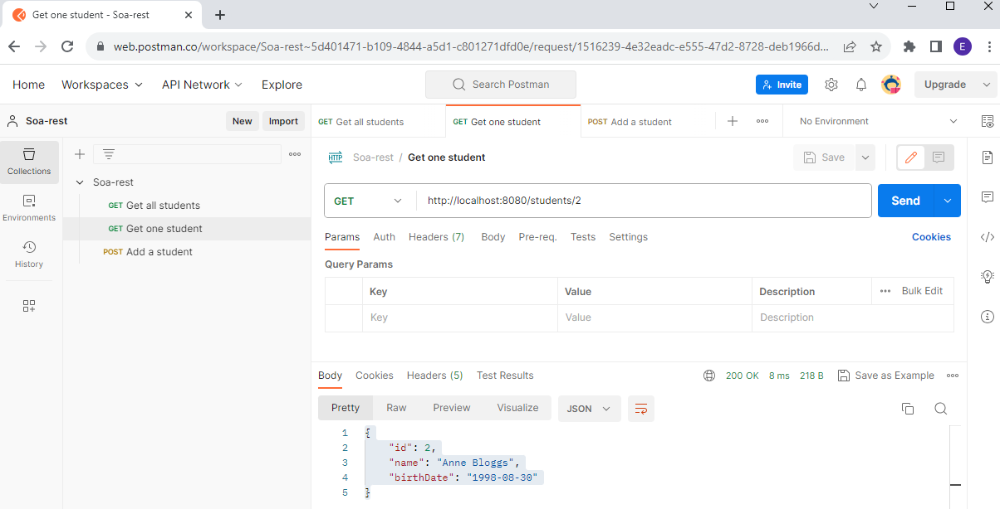 Get one student - Soa-rest
web.postman.co/workspace/Soa-rest~5d401471-b109-4844-a5d1-c801271dfd0e/request/1516239-4e32eadc-e555-47d2-8728-deb1966d...
E
Home Workspaces API Network Explore Search Postman Invite Upgrade
Soa-rest New Import GET Get all students GET Get one student POST Add a student No Environment
Collections
Environments
History
Soa-rest
GET Get all students
GET Get one student
POST Add a student
HTTP Soa-rest / Get one student Save
GET http://localhost:8080/students/2 Send
Params Auth Headers (7) Body Pre-req. Tests Settings Cookies
Query Params
Key Value Description Bulk Edit
Key Value Description
Body Cookies Headers (5) Test Results 200 OK 8 ms 218 B Save as Example
Pretty Raw Preview Visualize JSON
1 {
2 "id": 2,
3 "name": "Anne Bloggs",
4 "birthDate": "1998-08-30"
5 }